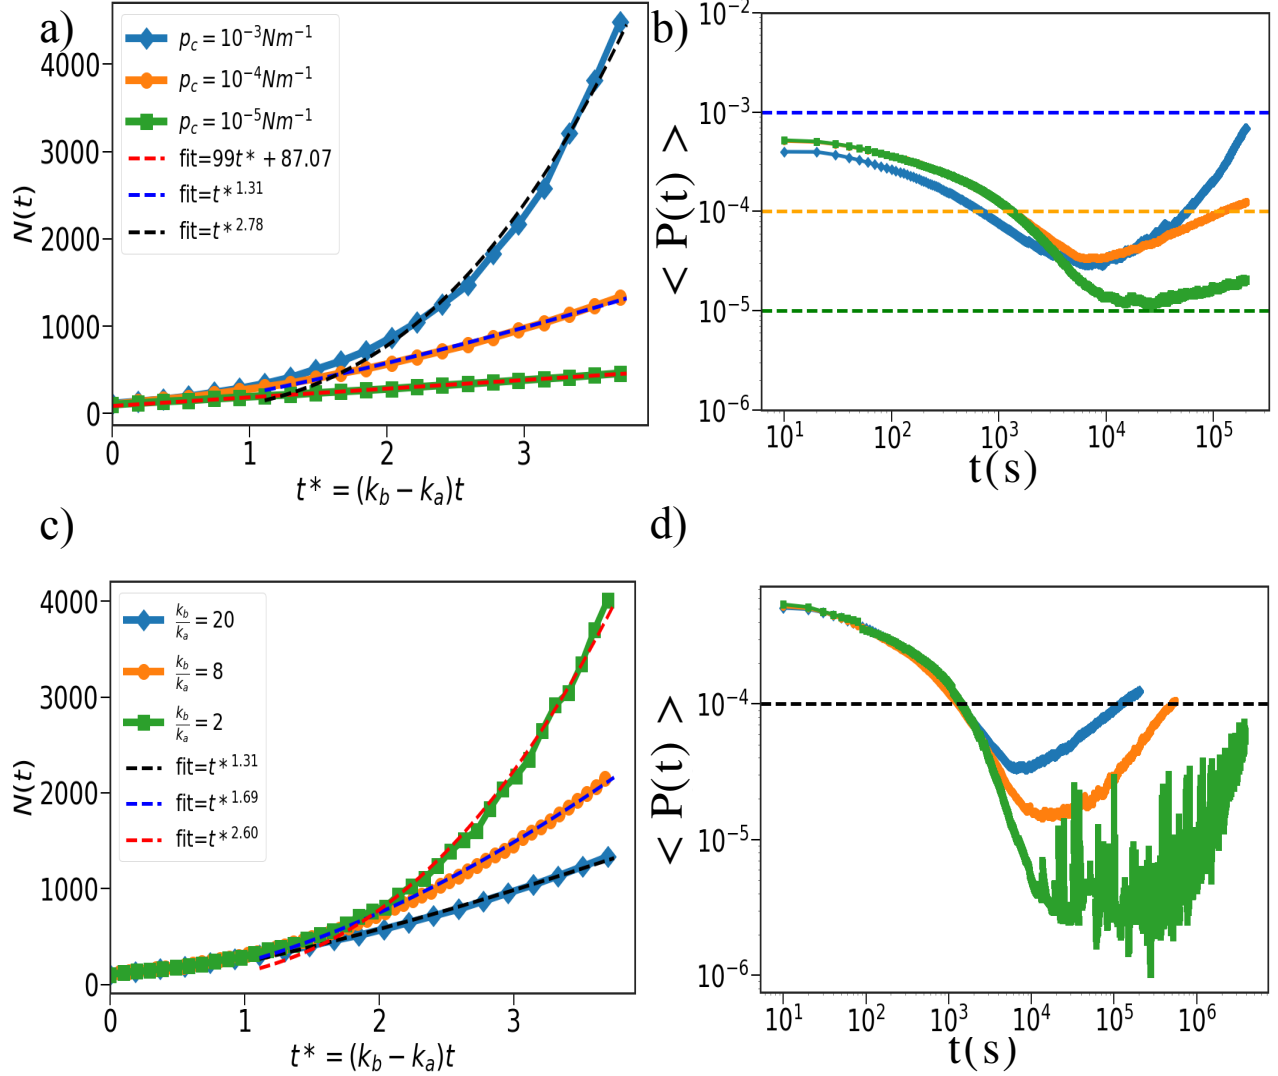 a)
N(t)
4000
3000
2000
1000
0
p_c = 10^{-3}Nm^{-1}
p_c = 10^{-4}Nm^{-1}
p_c = 10^{-5}Nm^{-1}
fit=99t* + 87.07
fit=t*^{1.31}
fit=t*^{2.78}
0 1 2 3
t* = (k_b − k_a)t
b)
< P(t) >
10^{-2}
10^{-3}
10^{-4}
10^{-5}
10^{-6}
10^1 10^2 10^3 10^4 10^5
t(s)
c)
N(t)
4000
3000
2000
1000
0
k_b/k_a = 20
k_b/k_a = 8
k_b/k_a = 2
fit=t*^{1.31}
fit=t*^{1.69}
fit=t*^{2.60}
0 1 2 3
t* = (k_b − k_a)t
d)
< P(t) >
10^{-4}
10^{-5}
10^{-6}
10^1 10^2 10^3 10^4 10^5 10^6
t(s)